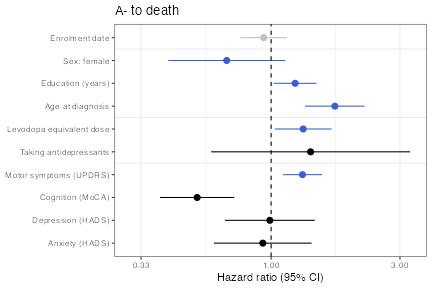 A- to death
Enrolment date
Sex: female
Education (years)
Age at diagnosis
Levodopa equivalent dose
Taking antidepressants
Motor symptoms (UPDRS)
Cognition (MoCA)
Depression (HADS)
Anxiety (HADS)
0.33 1.00 3.00
Hazard ratio (95% CI)